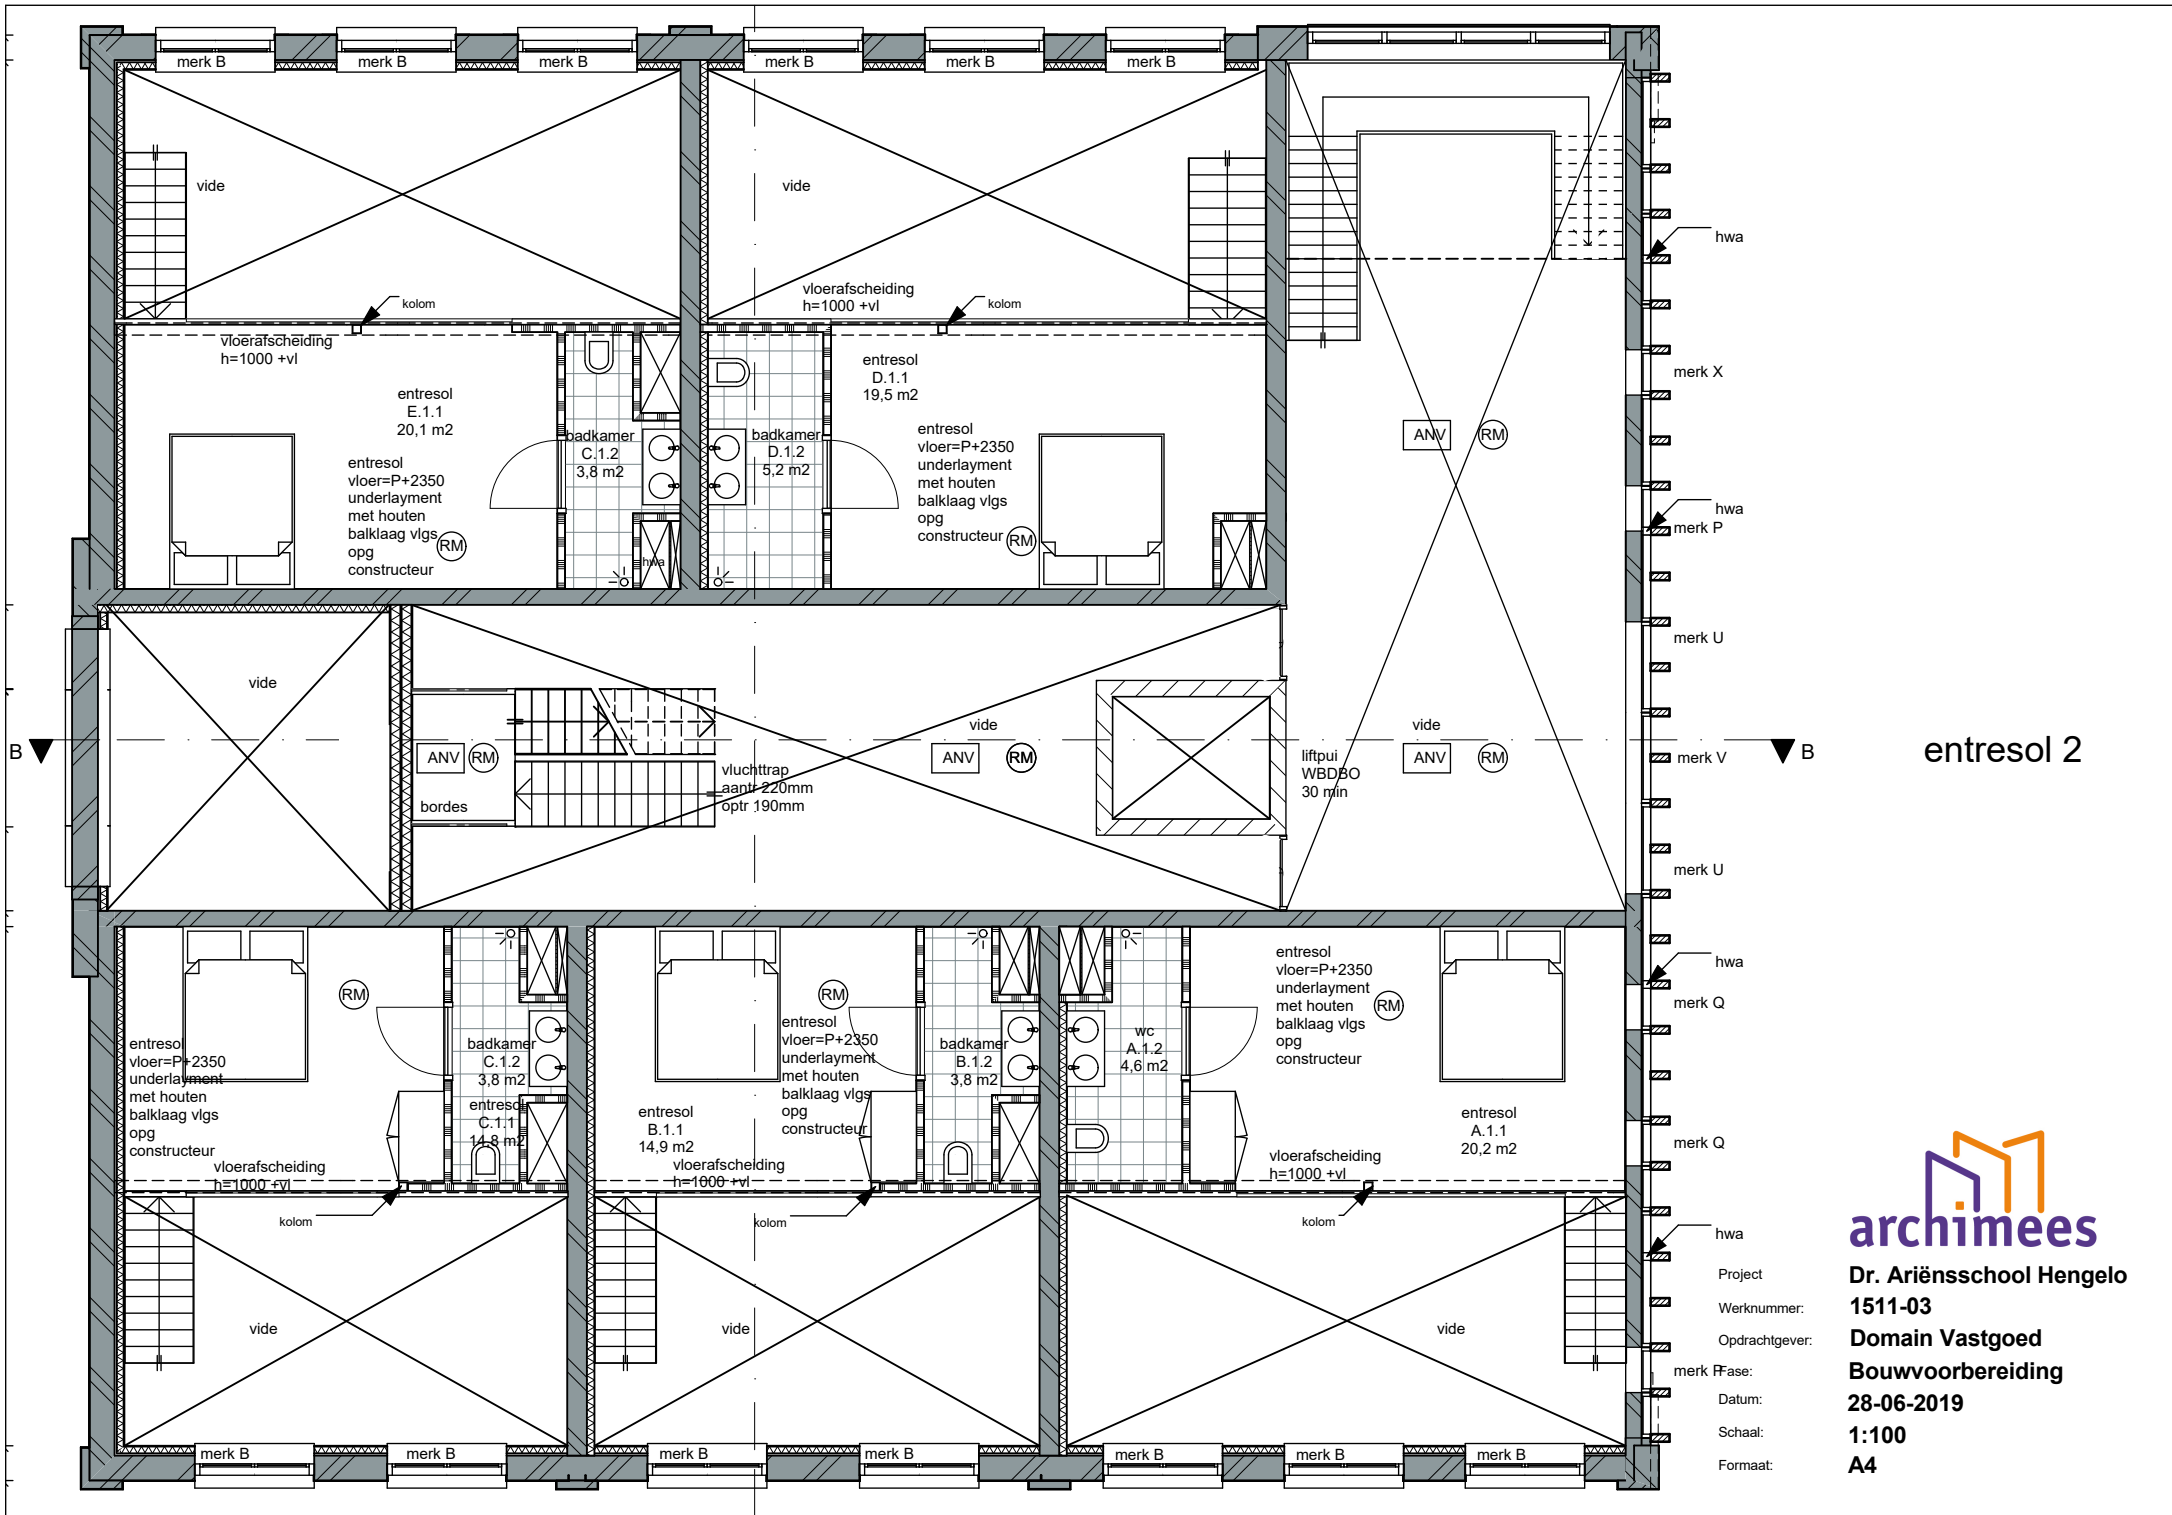 merk B
merk B
merk B
merk B
merk B
merk B
vide
vide
hwa
kolom
vloerafscheiding
h=1000 +vl
kolom
vloerafscheiding
h=1000 +vl
entresol
E.1.1
20,1 m2
entresol
D.1.1
19,5 m2
merk X
badkamer
C.1.2
3,8 m2
badkamer
D.1.2
5,2 m2
entresol
vloer=P+2350
underlayment
met houten
balklaag vlgs
opg
constructeur
RM
hwa
entresol
vloer=P+2350
underlayment
met houten
balklaag vlgs
opg
constructeur
RM
ANV
RM
hwa
merk P
merk U
vide
B
ANV
RM
bordes
vluchttrap
aantr 220mm
optr 190mm
vide
ANV
RM
liftpui
WBDBO
30 min
vide
ANV
RM
merk V
B
entresol 2
merk U
hwa
merk Q
RM
entresol
vloer=P+2350
underlayment
met houten
balklaag vlgs
opg
constructeur
badkamer
C.1.2
3,8 m2
entresol
C.1.1
14,8 m2
vloerafscheiding
h=1000 +vl
kolom
RM
entresol
vloer=P+2350
underlayment
met houten
balklaag vlgs
opg
constructeur
entresol
B.1.1
14,9 m2
badkamer
B.1.2
3,8 m2
vloerafscheiding
h=1000 +vl
kolom
wc
A.1.2
4,6 m2
entresol
vloer=P+2350
underlayment
met houten
balklaag vlgs
opg
constructeur
RM
entresol
A.1.1
20,2 m2
vloerafscheiding
h=1000 +vl
kolom
merk Q
hwa
vide
vide
vide
merk P
merk B
merk B
merk B
merk B
merk B
merk B
merk B
archimees
Project Dr. Ariënsschool Hengelo
Werknummer: 1511-03
Opdrachtgever: Domain Vastgoed
Fase: Bouwvoorbereiding
Datum: 28-06-2019
Schaal: 1:100
Formaat: A4